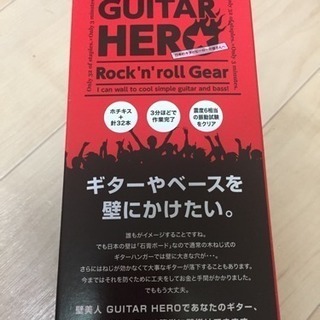 GUITAR
HERO
Rock'n'roll Gear
I can wall to cool simple guitar and bass!
ホチキス
+
計32本
3分ほどで
作業完了
震度6相当
の振動試験
をクリア
ギターやベースを
壁にかけたい。
誰もがイメージすることですね。
でも日本の壁は「石膏ボード」なので通常の木ねじ式の
ギターハンガーでは壁に大きな穴が…。
さらにはねじが効かなくて大事なギターが落下することもあります。
今まではそれを防ぐために工夫をしてお金と手間がかかりました。
でももう大丈夫。
壁美人 GUITAR HEROであなたのギター、